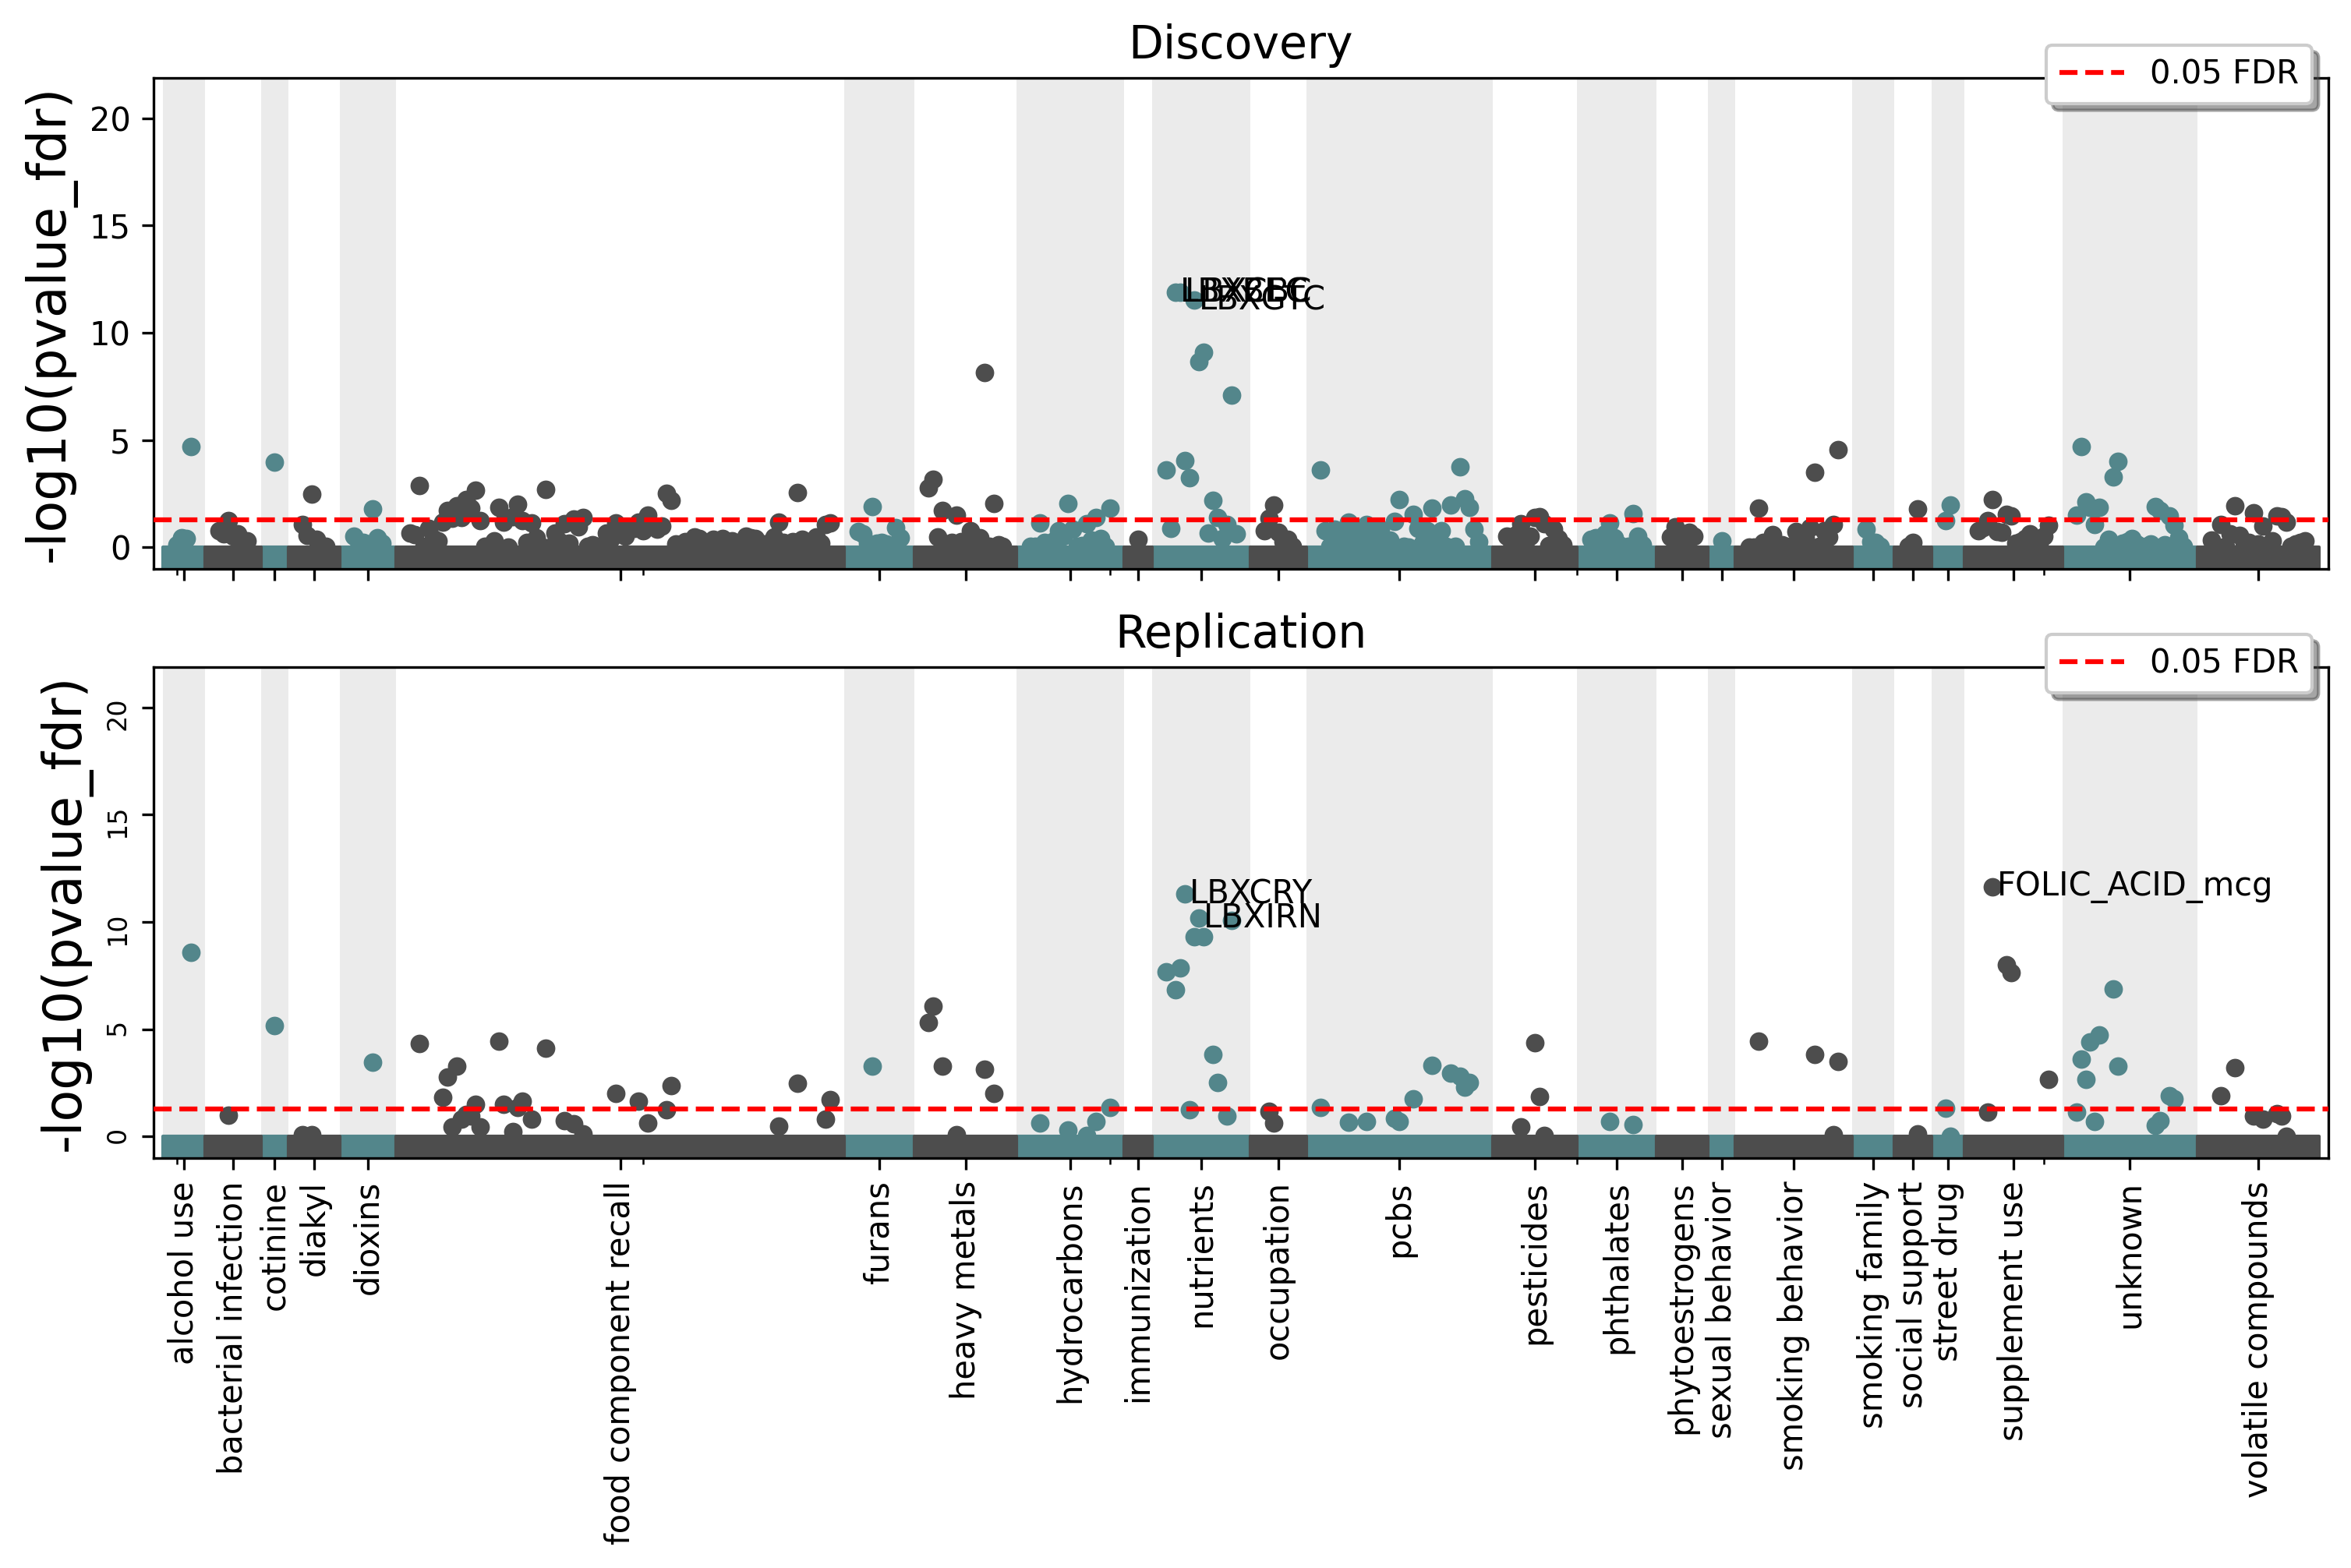 Discovery
0.05 FDR
-log10(pvalue_fdr)
20
15
10
5
0
LBXGTC
Replication
0.05 FDR
-log10(pvalue_fdr)
20
15
10
5
0
LBXCRY
LBXIRN
FOLIC_ACID_mcg
alcohol use
bacterial infection
cotinine
diakyl
dioxins
food component recall
furans
heavy metals
hydrocarbons
immunization
nutrients
occupation
pcbs
pesticides
phthalates
phytoestrogens
sexual behavior
smoking behavior
smoking family
social support
street drug
supplement use
unknown
volatile compounds